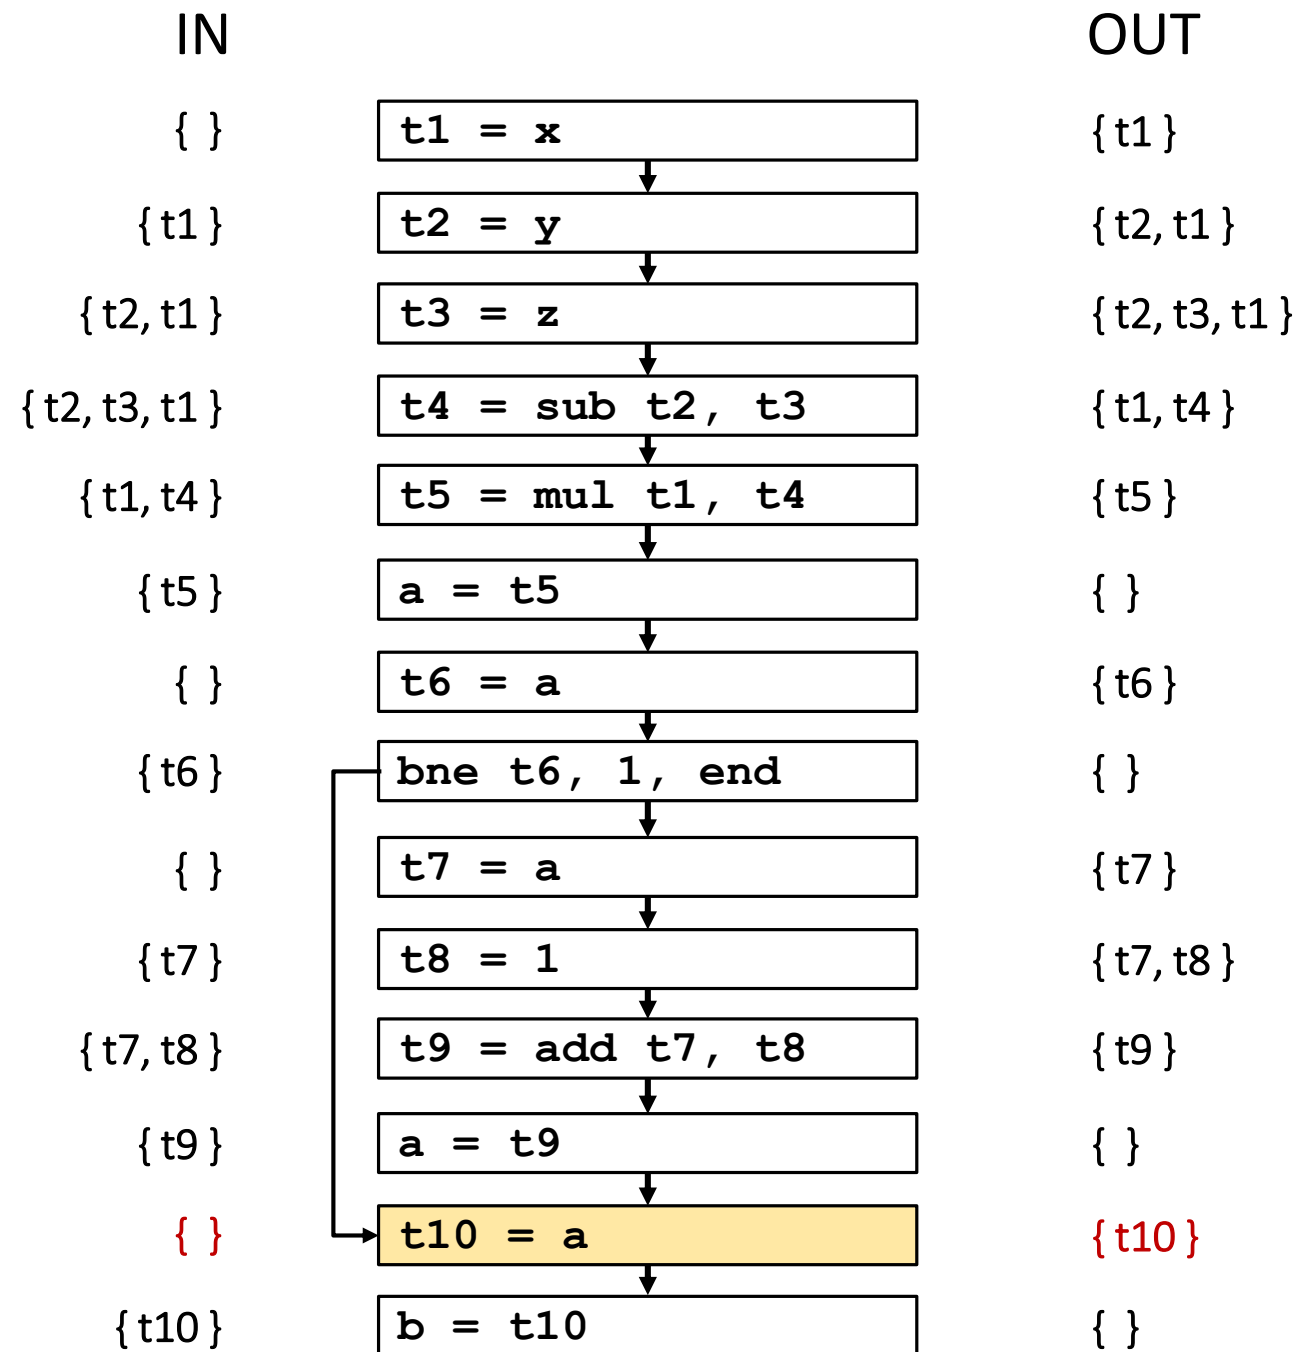 IN OUT
{ } t1 = x { t1 }
{ t1 } t2 = y { t2, t1 }
{ t2, t1 } t3 = z { t2, t3, t1 }
{ t2, t3, t1 } t4 = sub t2, t3 { t1, t4 }
{ t1, t4 } t5 = mul t1, t4 { t5 }
{ t5 } a = t5 { }
{ } t6 = a { t6 }
{ t6 } bne t6, 1, end { }
{ } t7 = a { t7 }
{ t7 } t8 = 1 { t7, t8 }
{ t7, t8 } t9 = add t7, t8 { t9 }
{ t9 } a = t9 { }
{ } t10 = a { t10 }
{ t10 } b = t10 { }